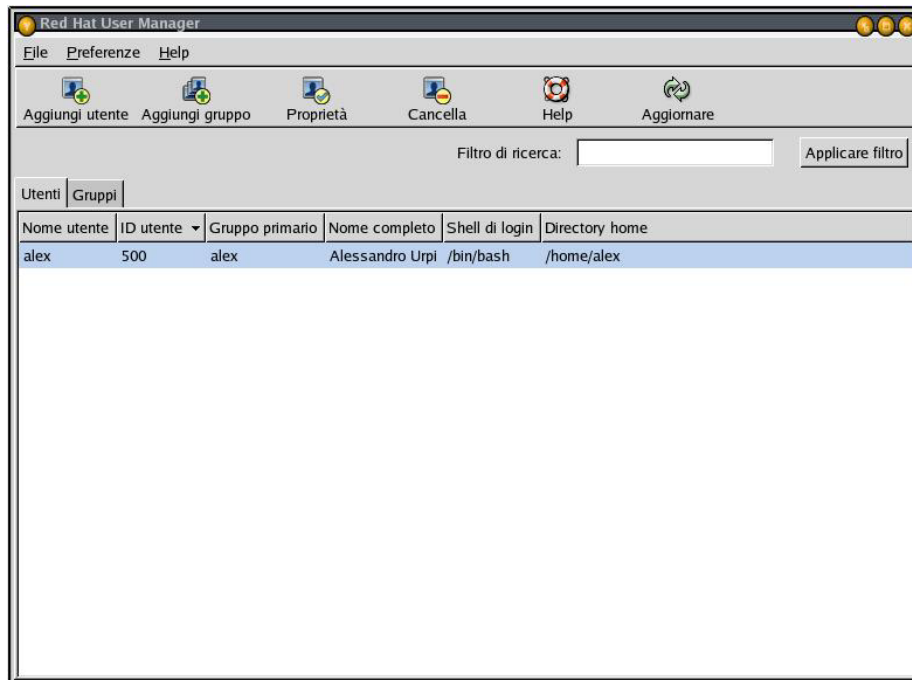 Red Hat User Manager
File Preferenze Help
Aggiungi utente Aggiungi gruppo Proprietà Cancella Help Aggiornare
Filtro di ricerca: Applicare filtro
Utenti Gruppi
Nome utente ID utente Gruppo primario Nome completo Shell di login Directory home
alex 500 alex Alessandro Urpi /bin/bash /home/alex